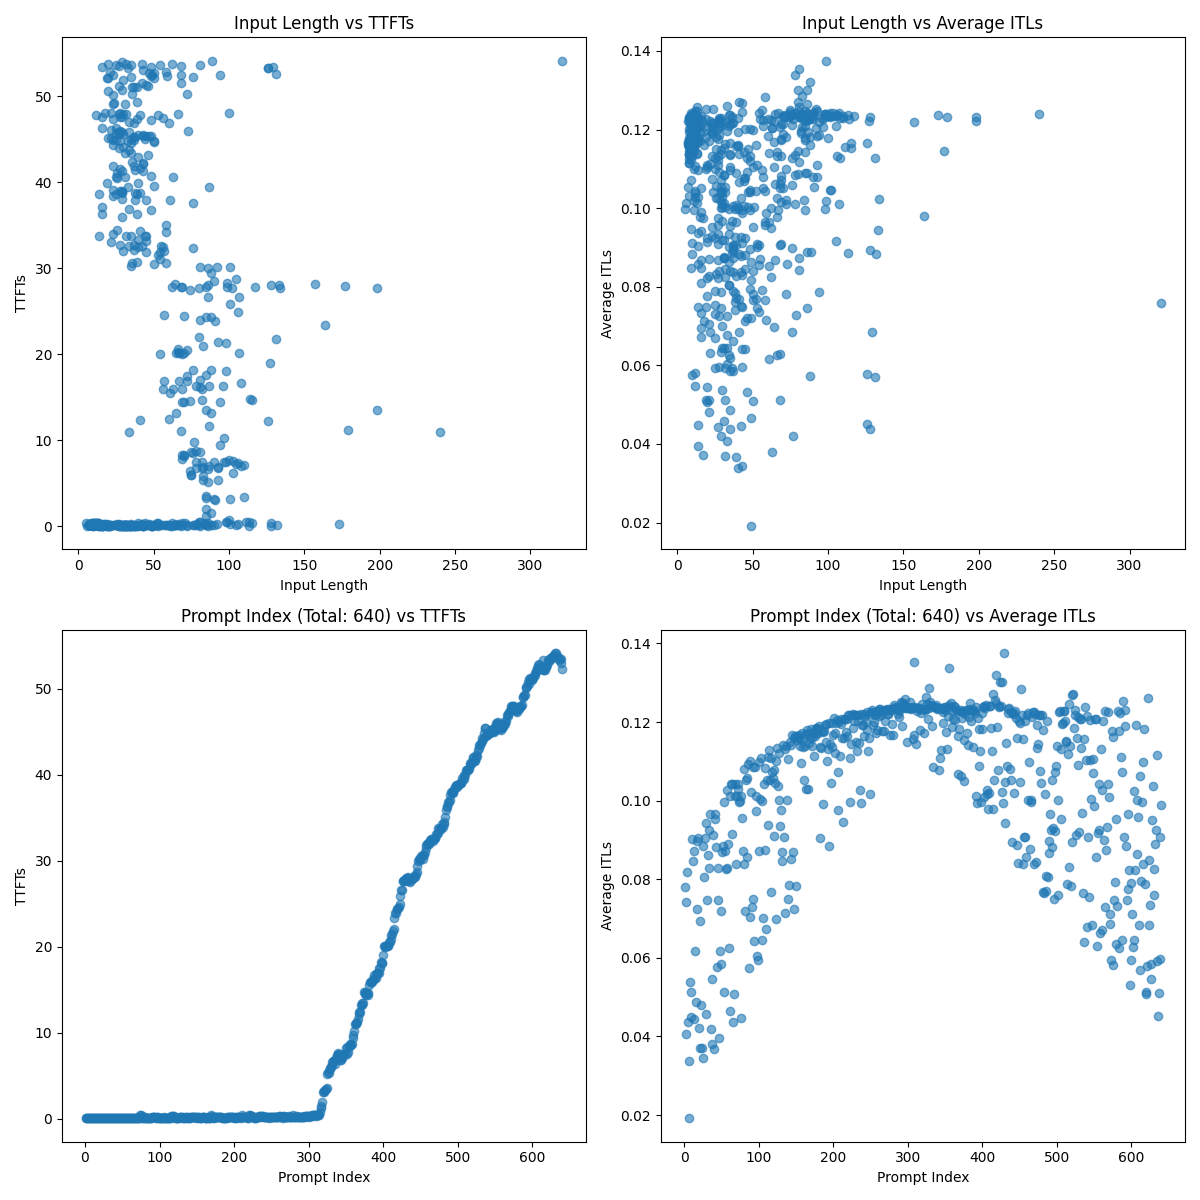 Input Length vs TTFTs
TTFTs
50
40
30
20
10
0
0 50 100 150 200 250 300
Input Length
Input Length vs Average ITLs
Average ITLs
0.14
0.12
0.10
0.08
0.06
0.04
0.02
0 50 100 150 200 250 300
Input Length
Prompt Index (Total: 640) vs TTFTs
TTFTs
50
40
30
20
10
0
0 100 200 300 400 500 600
Prompt Index
Prompt Index (Total: 640) vs Average ITLs
Average ITLs
0.14
0.12
0.10
0.08
0.06
0.04
0.02
0 100 200 300 400 500 600
Prompt Index